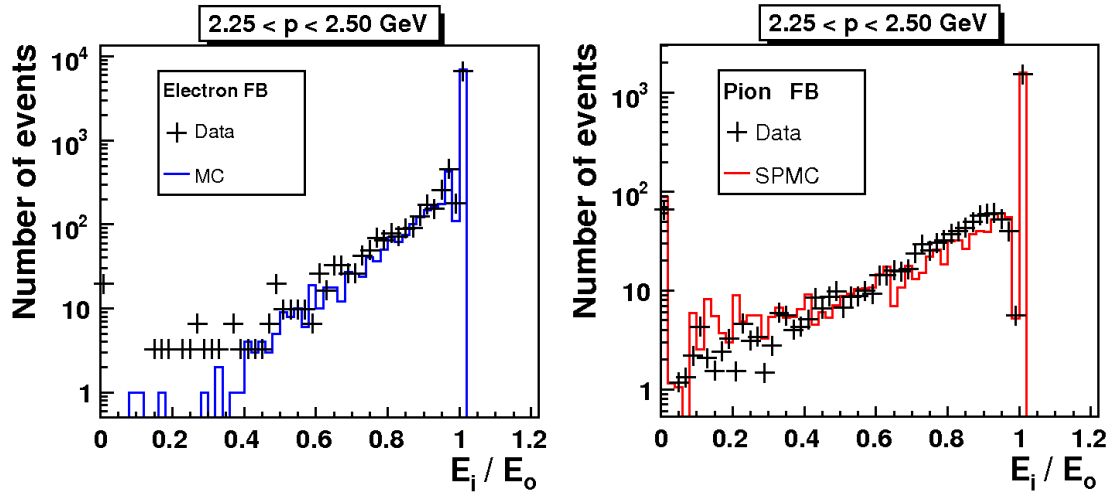 2.25 < p < 2.50 GeV
Number of events
10⁴
10³
10²
10
1
Electron FB
Data
MC
0 0.2 0.4 0.6 0.8 1 1.2
Eᵢ / Eₒ
2.25 < p < 2.50 GeV
Number of events
10³
10²
10
1
Pion FB
Data
SPMC
0 0.2 0.4 0.6 0.8 1 1.2
Eᵢ / Eₒ